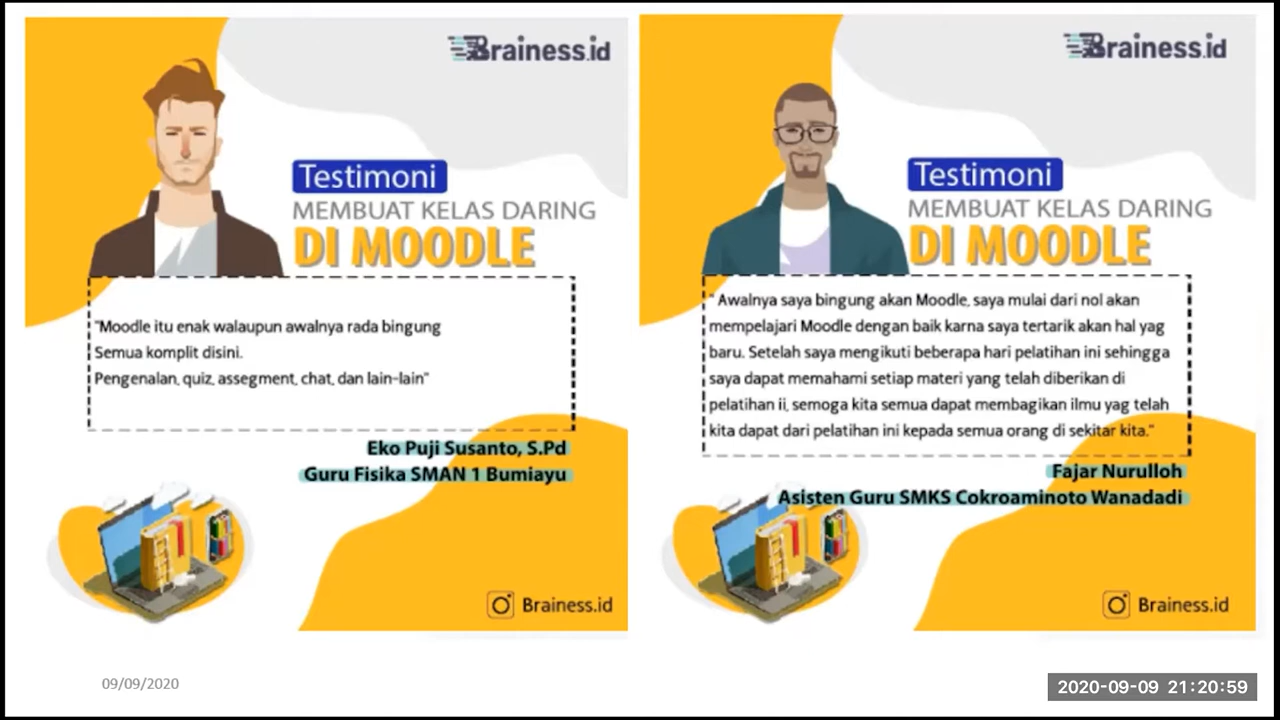 Brainess.id
Testimoni
MEMBUAT KELAS DARING
DI MOODLE
"Moodle itu enak walaupun awalnya rada bingung
Semua komplit disini.
Pengenalan, quiz, assegment, chat, dan lain-lain"
Eko Puji Susanto, S.Pd
Guru Fisika SMAN 1 Bumiayu
Brainess.id
Brainess.id
Testimoni
MEMBUAT KELAS DARING
DI MOODLE
" Awalnya saya bingung akan Moodle, saya mulai dari nol akan
mempelajari Moodle dengan baik karna saya tertarik akan hal yag
baru. Setelah saya mengikuti beberapa hari pelatihan ini sehingga
saya dapat memahami setiap materi yang telah diberikan di
pelatihan ii, semoga kita semua dapat membagikan ilmu yag telah
kita dapat dari pelatihan ini kepada semua orang di sekitar kita."
Fajar Nurulloh
Asisten Guru SMKS Cokroaminoto Wanadadi
Brainess.id
09/09/2020
2020-09-09 21:20:59